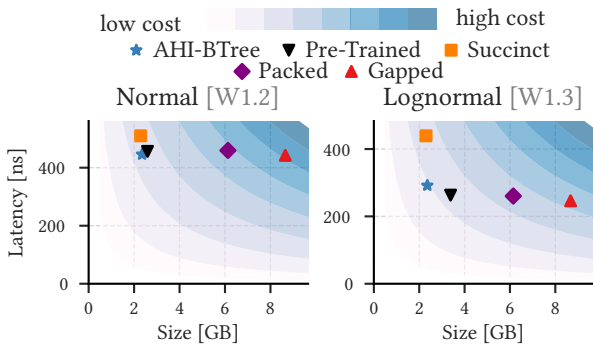 low cost high cost
AHI-BTree Pre-Trained Succinct
Packed Gapped
Normal [W1.2] Lognormal [W1.3]
Latency [ns]
400
200
0
0 2 4 6 8
Size [GB]
400
200
0
0 2 4 6 8
Size [GB]